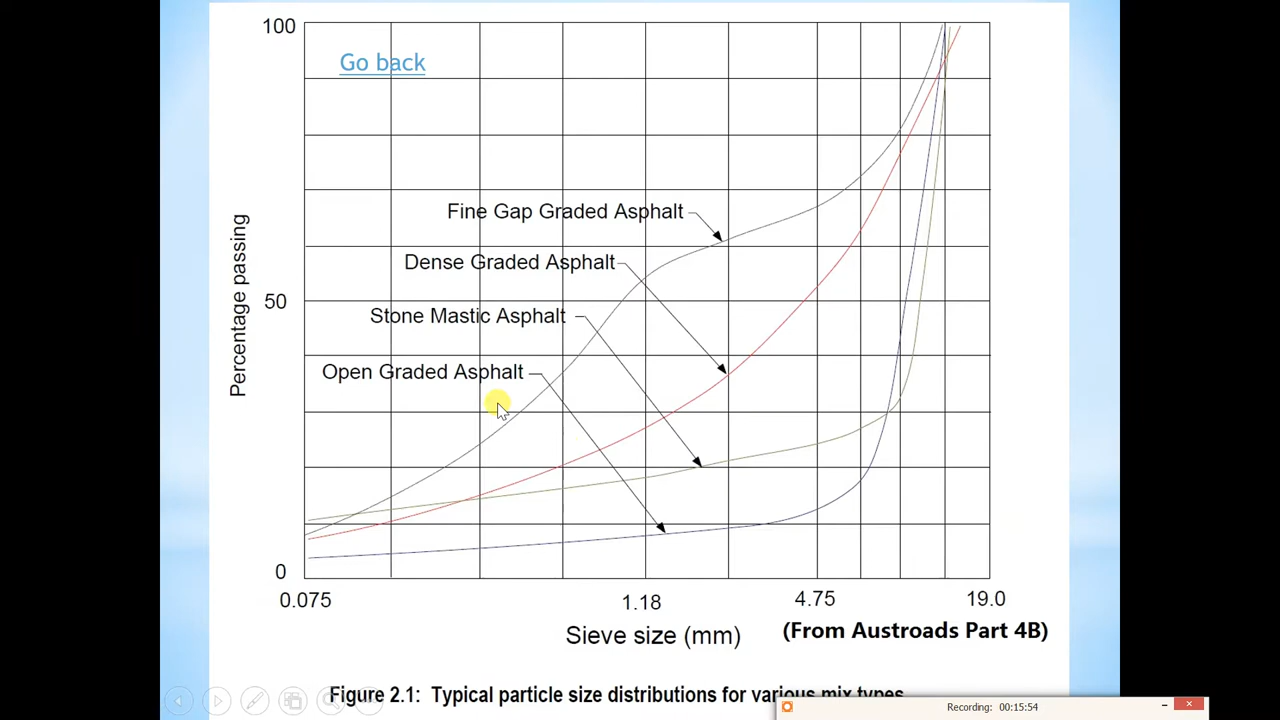 100
Go back
Fine Gap Graded Asphalt
Dense Graded Asphalt
Stone Mastic Asphalt
Open Graded Asphalt
Percentage passing
50
0
0.075
1.18
4.75
19.0
Sieve size (mm)
(From Austroads Part 4B)
Figure 2.1: Typical particle size distributions for various mix types
Recording: 00:15:54